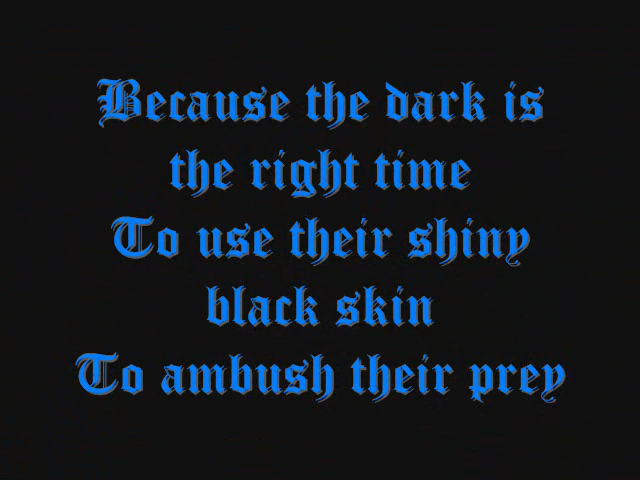 Because the dark is
the right time
To use their shiny
black skin
To ambush their prey